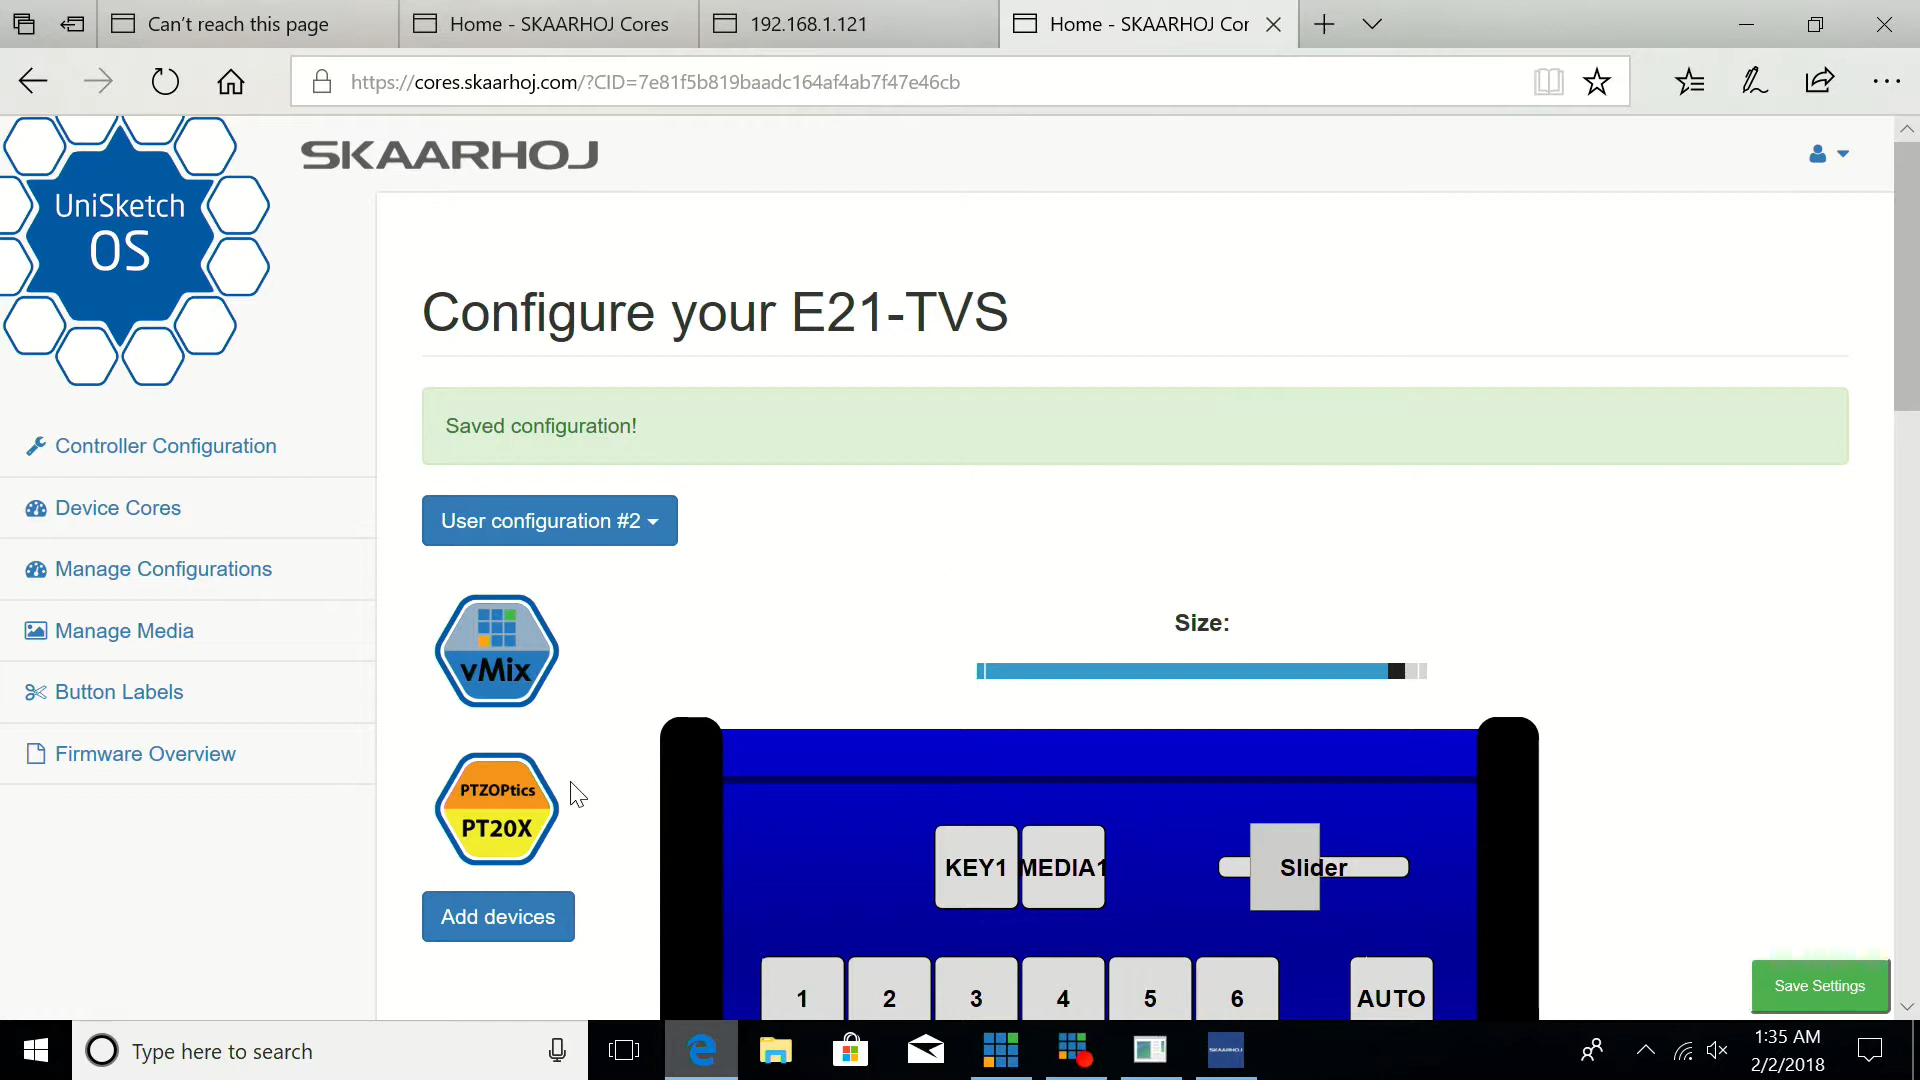 Can't reach this page
Home - SKAARHOJ Cores
192.168.1.121
Home - SKAARHOJ Cor
https://cores.skaarhoj.com/?CID=7e81f5b819baadc164af4ab7f47e46cb
UniSketch
OS
SKAARHOJ
Configure your E21-TVS
Saved configuration!
User configuration #2
Controller Configuration
Device Cores
Manage Configurations
Manage Media
Button Labels
Firmware Overview
vMix
PTZOPtics
PT20X
Add devices
Size:
KEY1
MEDIA1
Slider
1
2
3
4
5
6
AUTO
Save Settings
Type here to search
SKAARHOJ
1:35 AM
2/2/2018